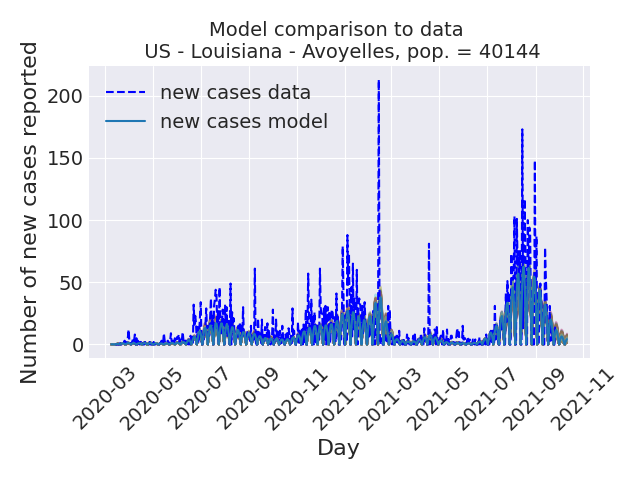 Model comparison to data
US - Louisiana - Avoyelles, pop. = 40144
Number of new cases reported
200
150
100
50
0
new cases data
new cases model
2020-03
2020-05
2020-07
2020-09
2020-11
2021-01
2021-03
2021-05
2021-07
2021-09
2021-11
Day